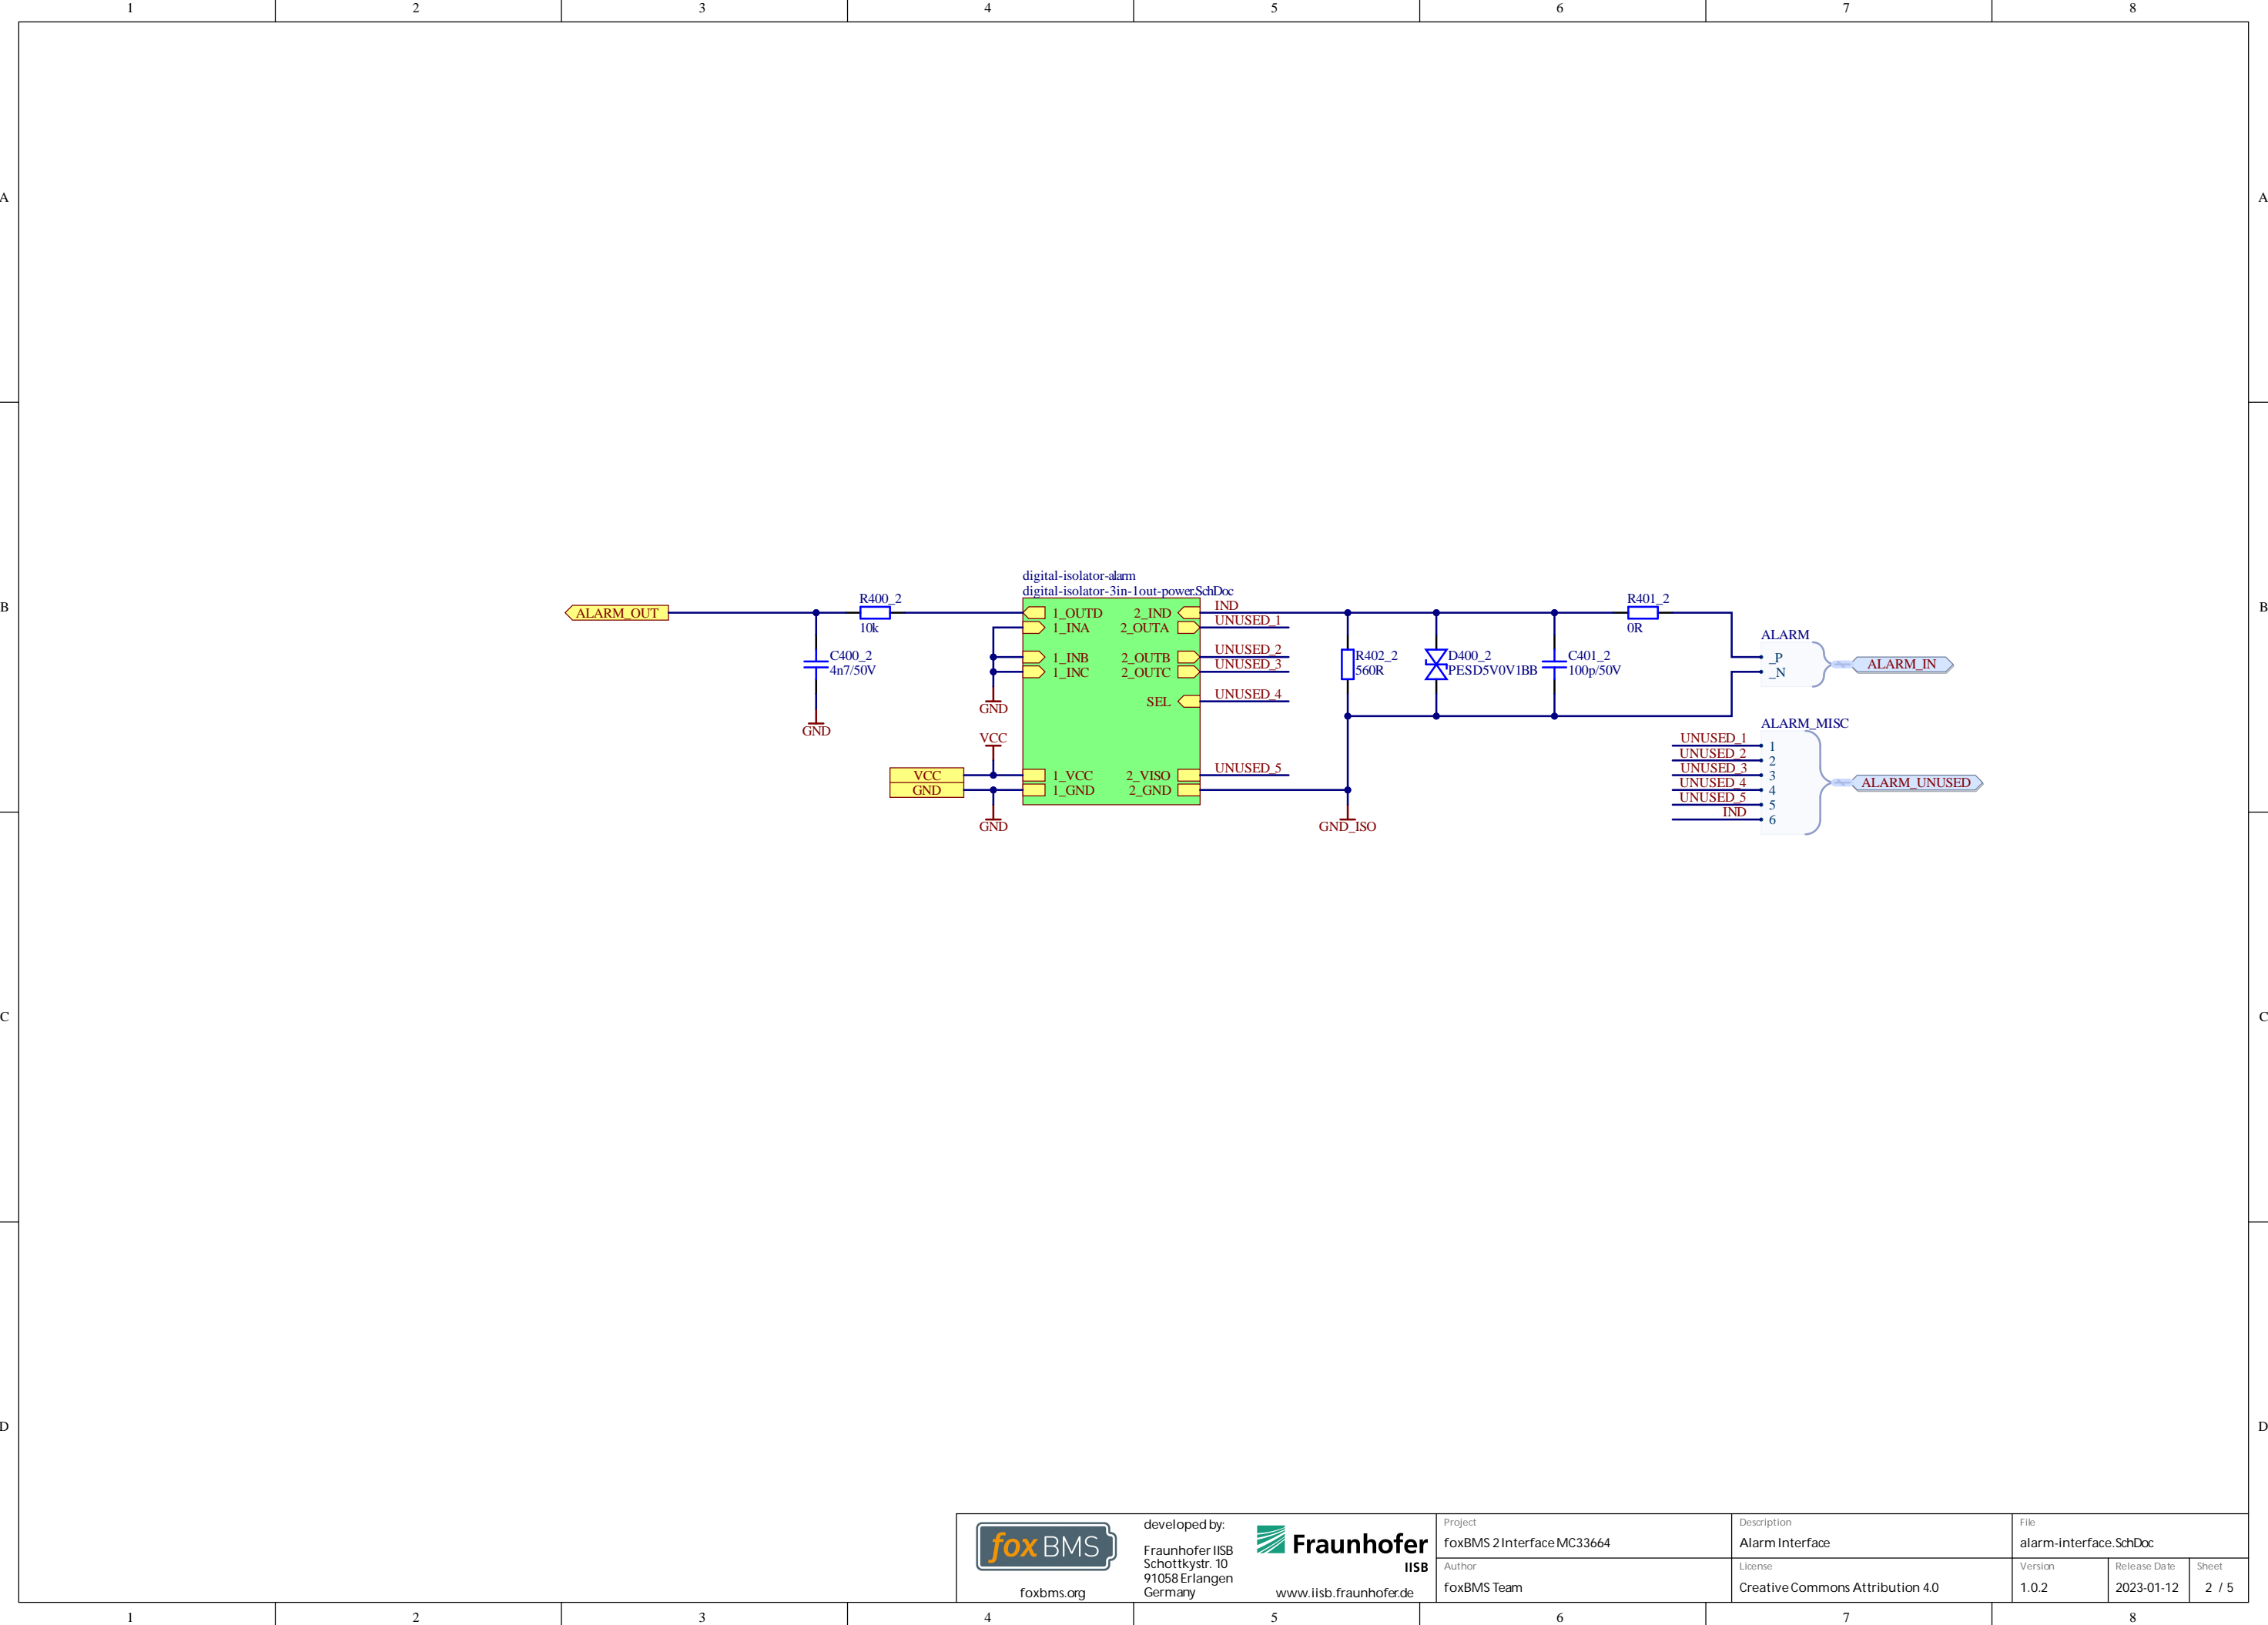 1 2 3 4 5 6 7 8
A A
B B
C C
D D
digital-isolator-alarm
digital-isolator-3in-1out-power.SchDoc
ALARM_OUT
R400_2
10k
C400_2
4n7/50V
GND
1_OUTD
1_INA
1_INB
1_INC
GND
VCC
VCC
GND
1_VCC
1_GND
GND
2_IND
2_OUTA
2_OUTB
2_OUTC
SEL
2_VISO
2_GND
IND
UNUSED_1
UNUSED_2
UNUSED_3
UNUSED_4
UNUSED_5
GND_ISO
R402_2
560R
D400_2
PESD5V0V1BB
C401_2
100p/50V
R401_2
0R
ALARM
_P
_N
ALARM_IN
ALARM_MISC
UNUSED_1 1
UNUSED_2 2
UNUSED_3 3
UNUSED_4 4
UNUSED_5 5
IND 6
ALARM_UNUSED
fox BMS
foxbms.org
developed by:
Fraunhofer IISB
Schottkystr. 10
91058 Erlangen
Germany
Fraunhofer
IISB
www.iisb.fraunhofer.de
Project
foxBMS 2 Interface MC33664
Author
foxBMS Team
Description
Alarm Interface
License
Creative Commons Attribution 4.0
File
alarm-interface.SchDoc
Version
1.0.2
Release Date
2023-01-12
Sheet
2 / 5
1 2 3 4 5 6 7 8